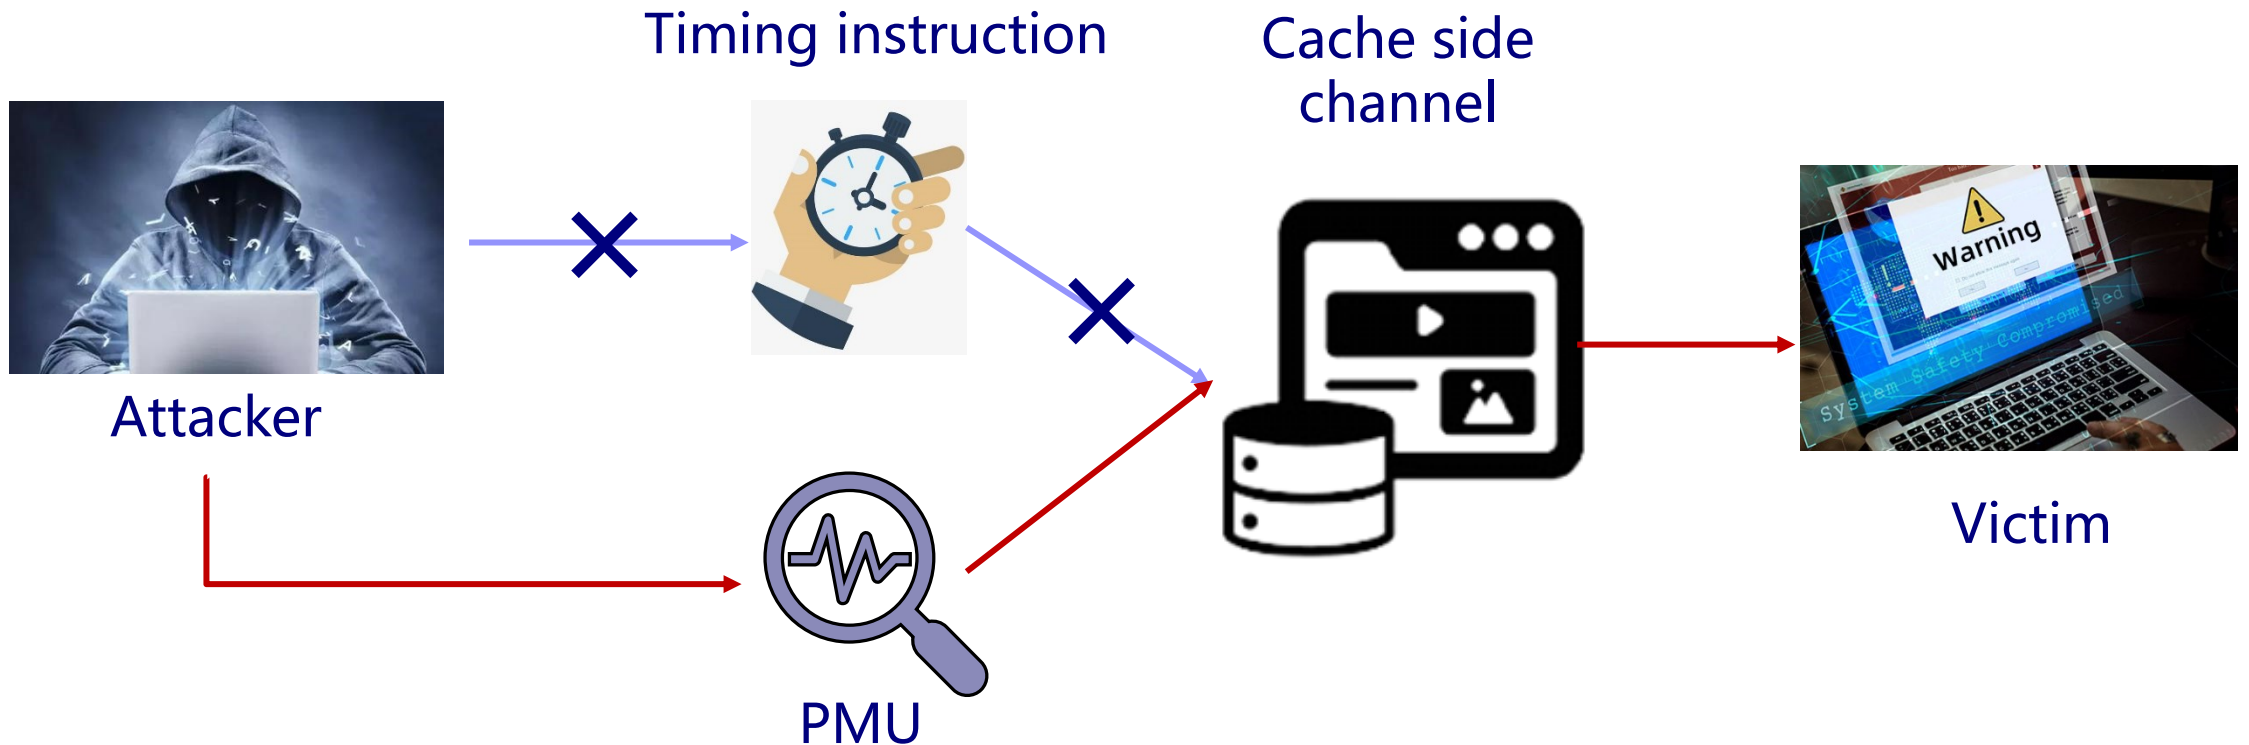 Timing instruction
Cache side
channel
Attacker
Warning
System Safety Compromised
Victim
PMU